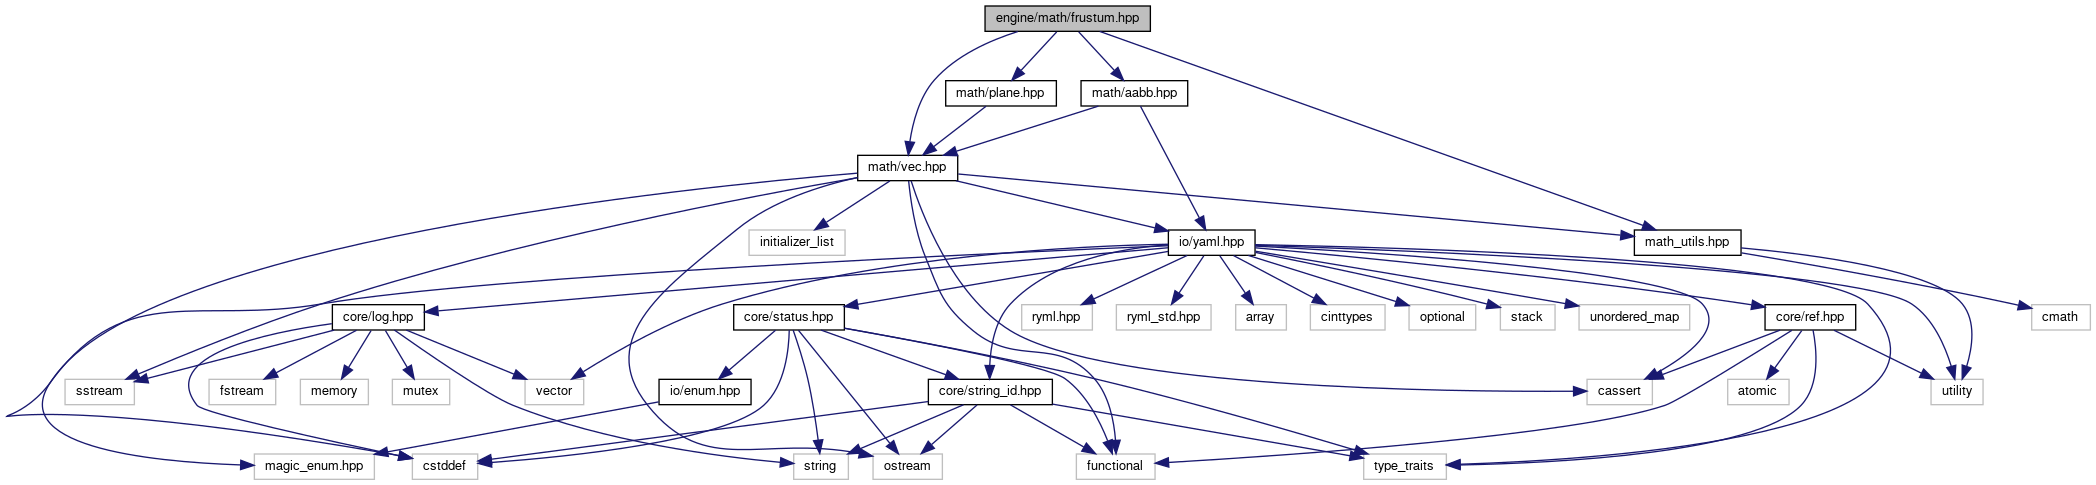 engine/math/frustum.hpp
math/plane.hpp
math/aabb.hpp
math/vec.hpp
initializer_list
io/yaml.hpp
math_utils.hpp
core/log.hpp
core/status.hpp
ryml.hpp
ryml_std.hpp
array
cinttypes
optional
stack
unordered_map
core/ref.hpp
cmath
sstream
fstream
memory
mutex
vector
io/enum.hpp
core/string_id.hpp
cassert
atomic
utility
magic_enum.hpp
cstddef
string
ostream
functional
type_traits